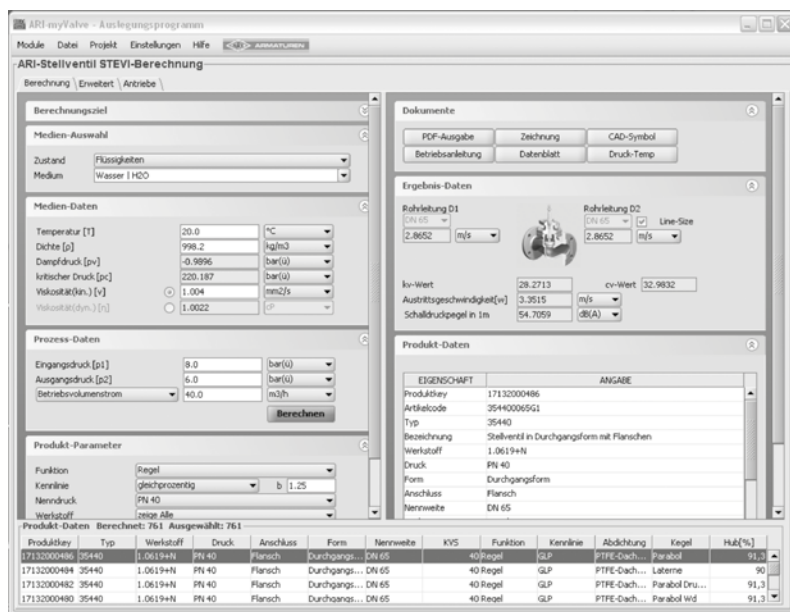 ARI-myValve - Auslegungsprogramm
Module Datei Projekt Einstellungen Hilfe ARI ARMATUREN
ARI-Stellventil STEVI-Berechnung
Berechnung Erweitert Antriebe
Berechnungsziel
Medien-Auswahl
Zustand Flüssigkeiten
Medium Wasser | H2O
Medien-Daten
Temperatur [T] 20.0 °C
Dichte [ρ] 998.2 kg/m3
Dampfdruck [pv] -0.9896 bar(ü)
kritischer Druck [pc] 220.187 bar(ü)
Viskosität(kin.) [ν] 1.004 mm2/s
Viskosität(dyn.) [η] 1.0022 cP
Prozess-Daten
Eingangsdruck [p1] 8.0 bar(ü)
Ausgangsdruck [p2] 6.0 bar(ü)
Betriebsvolumenstrom 40.0 m3/h
Berechnen
Produkt-Parameter
Funktion Regel
Kennlinie gleichprozentig b 1.25
Nenndruck PN 40
Werkstoff zeige Alle
Dokumente
PDF-Ausgabe Zeichnung CAD-Symbol
Betriebsanleitung Datenblatt Druck-Temp
Ergebnis-Daten
Rohrleitung D1 Rohrleitung D2
DN 65 DN 65 Line-Size
2.8652 m/s 2.8652 m/s
kv-Wert 28.2713 cv-Wert 32.9832
Austrittsgeschwindigkeit[w] 3.3515 m/s
Schalldruckpegel in 1m 54.7059 dB(A)
Produkt-Daten
EIGENSCHAFT ANGABE
Produktkey 17132000486
Artikelcode 354400065G1
Typ 35440
Bezeichnung Stellventil in Durchgangsform mit Flanschen
Werkstoff 1.0619+N
Druck PN 40
Form Durchgangsform
Anschluss Flansch
Nennweite DN 65
Produkt-Daten Berechnet: 761 Ausgewählt: 761
Produktkey Typ Werkstoff Druck Anschluss Form Nennweite KVS Funktion Kennlinie Abdichtung Kegel Hub[%]
17132000486 35440 1.0619+N PN 40 Flansch Durchgangs... DN 65 40 Regel GLP PTFE-Dach... Parabol 91,3
17132000484 35440 1.0619+N PN 40 Flansch Durchgangs... DN 65 40 Regel GLP PTFE-Dach... Laterne 90
17132000482 35440 1.0619+N PN 40 Flansch Durchgangs... DN 65 40 Regel GLP PTFE-Dach... Parabol Dru... 91,3
17132000480 35440 1.0619+N PN 40 Flansch Durchgangs... DN 65 40 Regel GLP PTFE-Dach... Parabol Wd 91,3